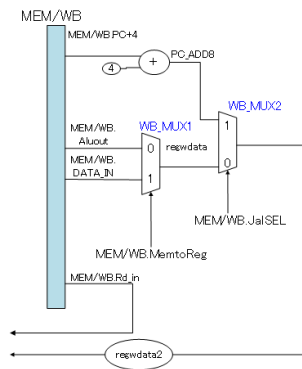 MEM/WB
MEM/WB.PC+4
4
+
PC_ADD8
WB_MUX2
MEM/WB.
Aluout
WB_MUX1
regwdata
1
0
MEM/WB.
DATA_IN
0
1
MEM/WB.JalSEL
MEM/WB.MemtoReg
MEM/WB.Rd_in
regwdata2